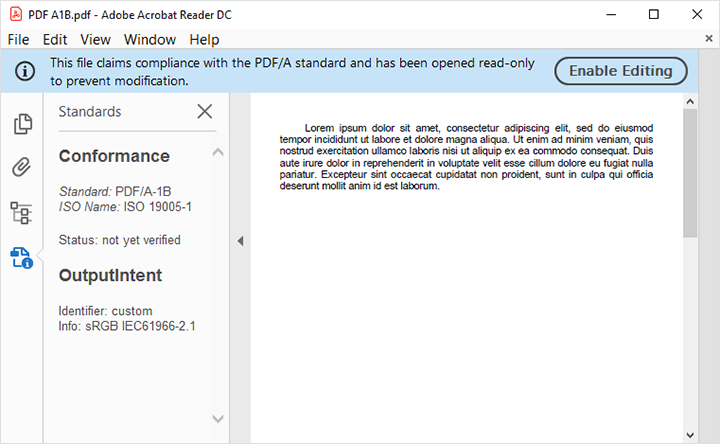 PDF A1B.pdf - Adobe Acrobat Reader DC
File Edit View Window Help
This file claims compliance with the PDF/A standard and has been opened read-only
to prevent modification.
Enable Editing
Standards
Conformance
Standard: PDF/A-1B
ISO Name: ISO 19005-1
Status: not yet verified
OutputIntent
Identifier: custom
Info: sRGB IEC61966-2.1
Lorem ipsum dolor sit amet, consectetur adipiscing elit, sed do eiusmod
tempor incididunt ut labore et dolore magna aliqua. Ut enim ad minim veniam, quis
nostrud exercitation ullamco laboris nisi ut aliquip ex ea commodo consequat. Duis
aute irure dolor in reprehenderit in voluptate velit esse cillum dolore eu fugiat nulla
pariatur. Excepteur sint occaecat cupidatat non proident, sunt in culpa qui officia
deserunt mollit anim id est laborum.